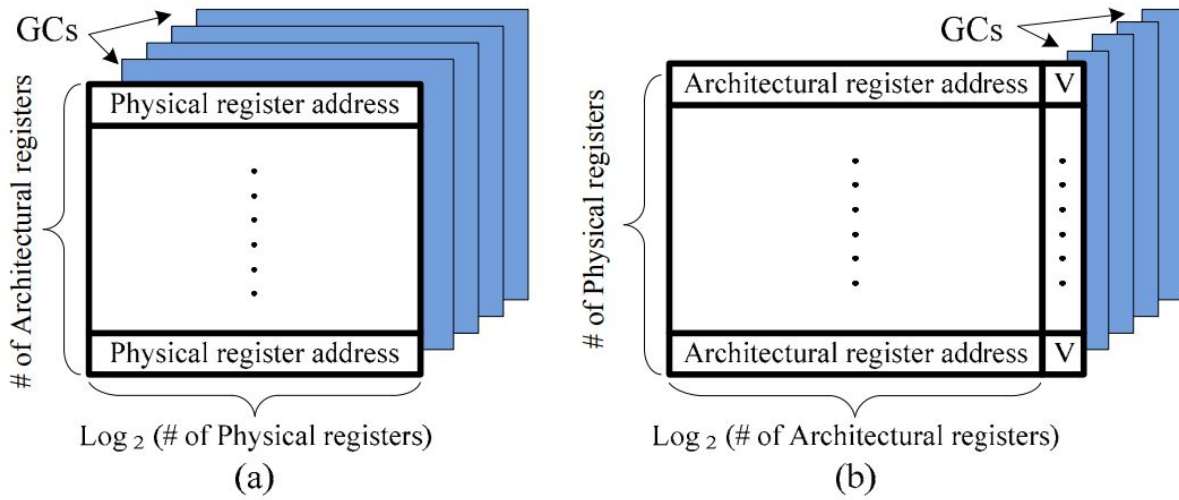 GCs
# of Architectural registers
Physical register address
Physical register address
Log 2 (# of Physical registers)
(a)
GCs
# of Physical registers
Architectural register address V
Architectural register address V
Log 2 (# of Architectural registers)
(b)